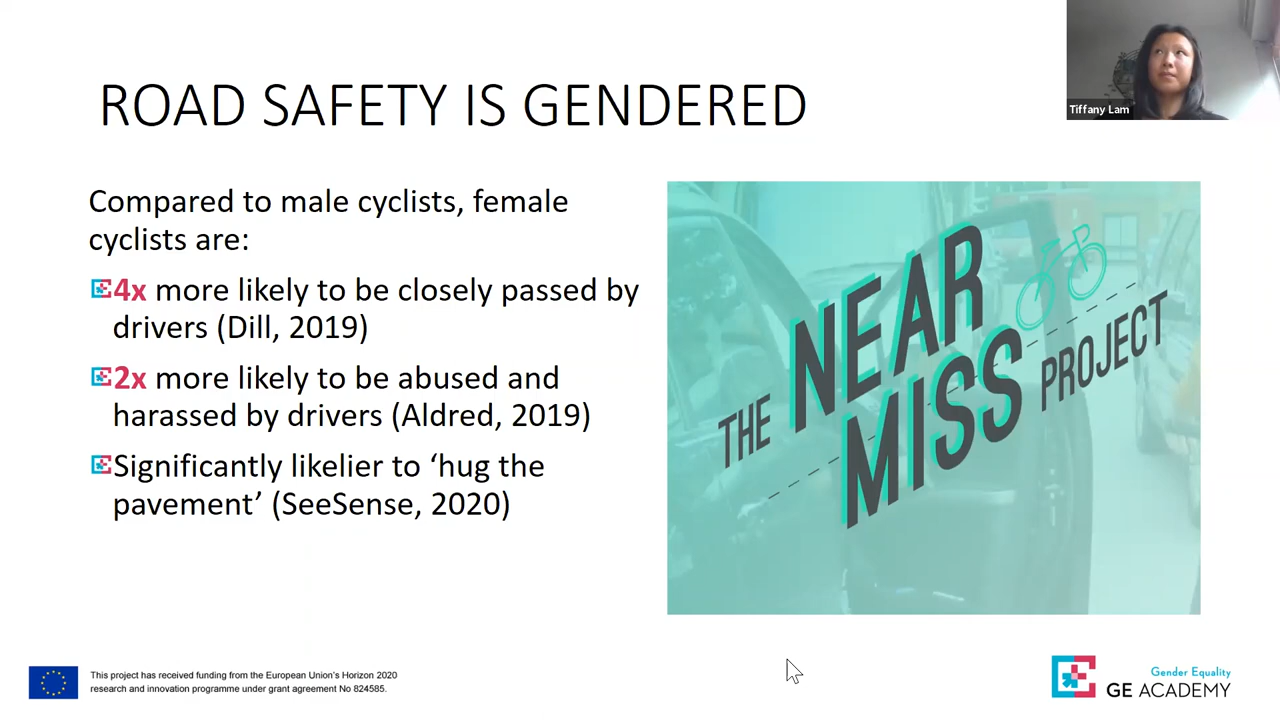 ROAD SAFETY IS GENDERED
Tiffany Lam
Compared to male cyclists, female
cyclists are:
4x more likely to be closely passed by
drivers (Dill, 2019)
2x more likely to be abused and
harassed by drivers (Aldred, 2019)
Significantly likelier to ‘hug the
pavement’ (SeeSense, 2020)
THE NEAR
MISS PROJECT
This project has received funding from the European Union's Horizon 2020
research and innovation programme under grant agreement No 824585.
Gender Equality
GE ACADEMY